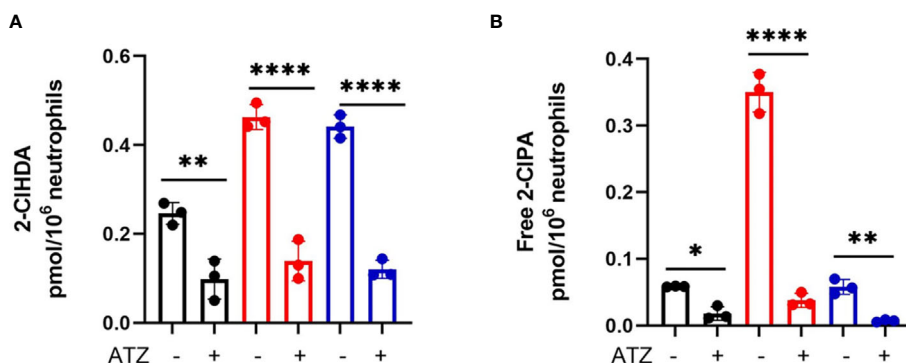 A
2-ClHDA
pmol/10⁶ neutrophils
0.6
0.4
0.2
0.0
**
****
****
ATZ - + - + - +
B
Free 2-ClPA
pmol/10⁶ neutrophils
0.4
0.3
0.2
0.1
0.0
*
****
**
ATZ - + - + - +